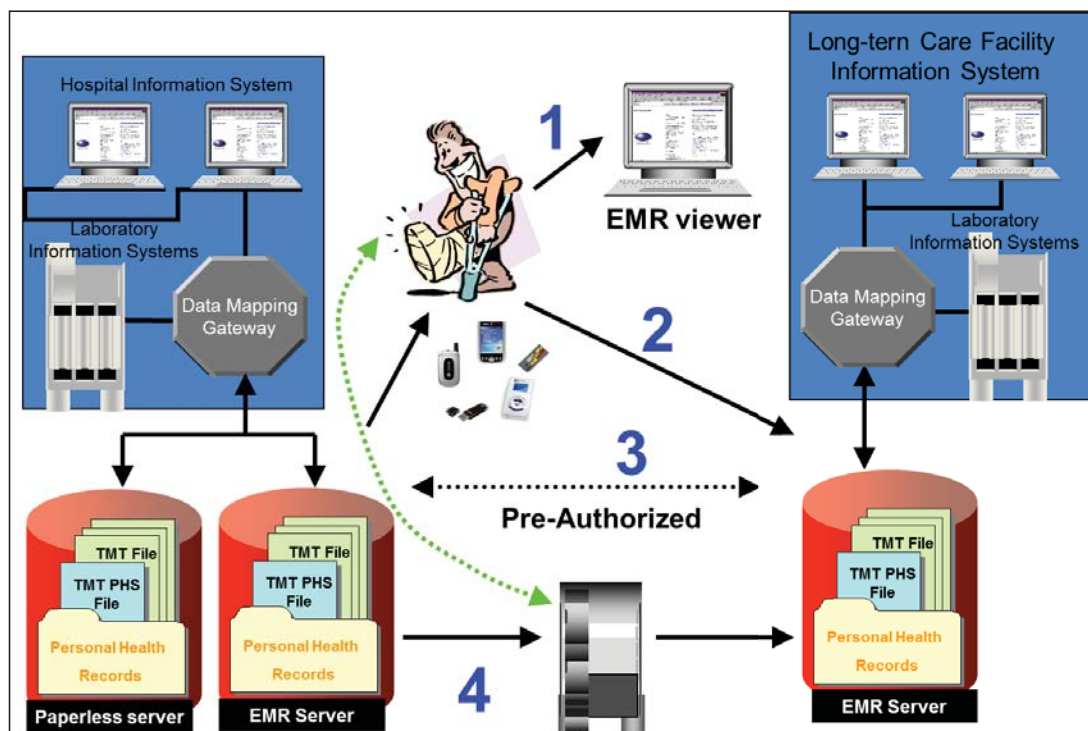 Hospital Information System
Laboratory
Information Systems
Data Mapping
Gateway
1
EMR viewer
2
3
Pre-Authorized
4
Long-tern Care Facility
Information System
Laboratory
Information Systems
Data Mapping
Gateway
TMT File
TMT PHS
File
Personal Health
Records
Paperless server
TMT File
TMT PHS
File
Personal Health
Records
EMR Server
TMT File
TMT PHS
File
Personal Health
Records
EMR Server